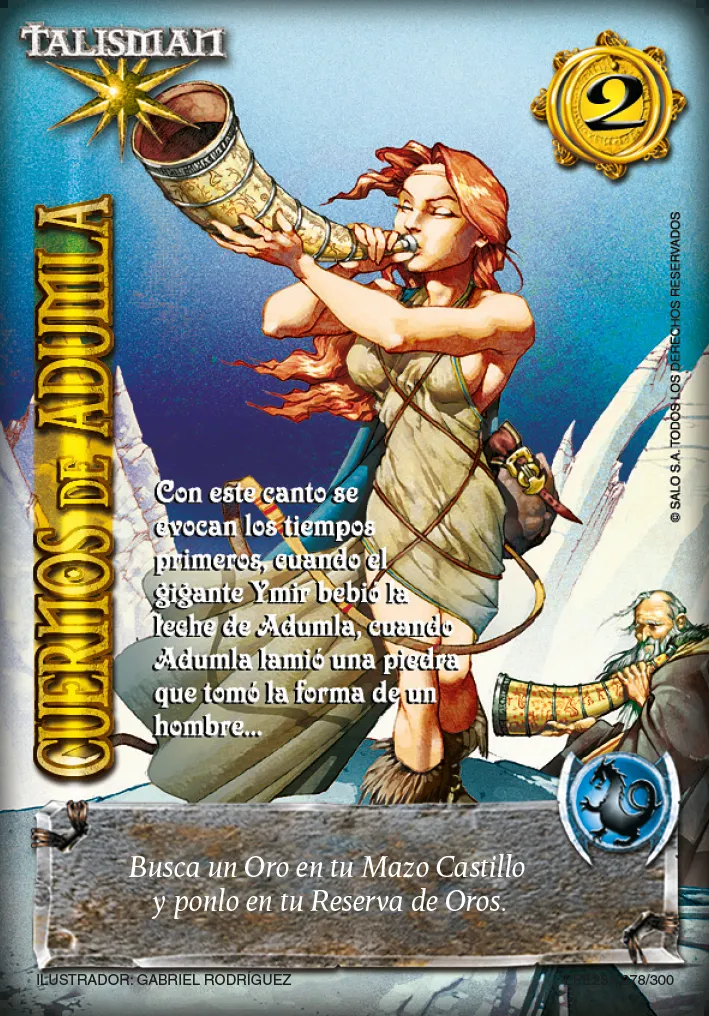 TALISMAN
2
CUERNOS DE ADUMLA
© SALO S.A. TODOS LOS DERECHOS RESERVADOS
Con este canto se
evocan los tiempos
primeros, cuando el
gigante Ymir bebió la
leche de Adumla, cuando
Adumla lamió una piedra
que tomó la forma de un
hombre...
Busca un Oro en tu Mazo Castillo
y ponlo en tu Reserva de Oros.
ILUSTRADOR: GABRIEL RODRIGUEZ
78/300